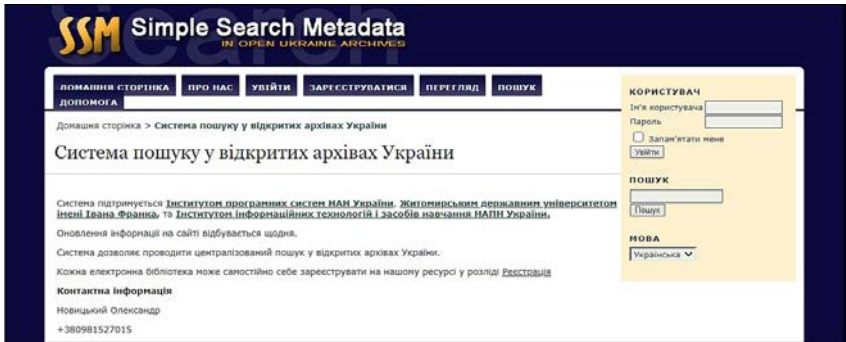 SSM Simple Search Metadata
IN OPEN UKRAINE ARCHIVES
ДОМАШНЯ СТОРІНКА ПРО НАС УВІЙТИ ЗАРЕЄСТРУВАТИСЯ ПЕРЕГЛЯД ПОШУК
ДОПОМОГА
Домашня сторінка > Система пошуку у відкритих архівах України
Система пошуку у відкритих архівах України
Система підтримується Інститутом програмних систем НАН України, Житомирським державним університетом
імені Івана Франка, та Інститутом інформаційних технологій і засобів навчання НАПН України.
Оновлення інформації на сайті відбувається щодня.
Система дозволяє проводити централізований пошук у відкритих архівах України.
Кожна електронна бібліотека може самостійно себе зареєструвати на нашому ресурсі у розділі Реєстрація
Контактна інформація
Новицький Олександр
+380981527015
КОРИСТУВАЧ
Ім'я користувача
Пароль
Запам'ятати мене
Увійти
ПОШУК
Пошук
МОВА
Українська